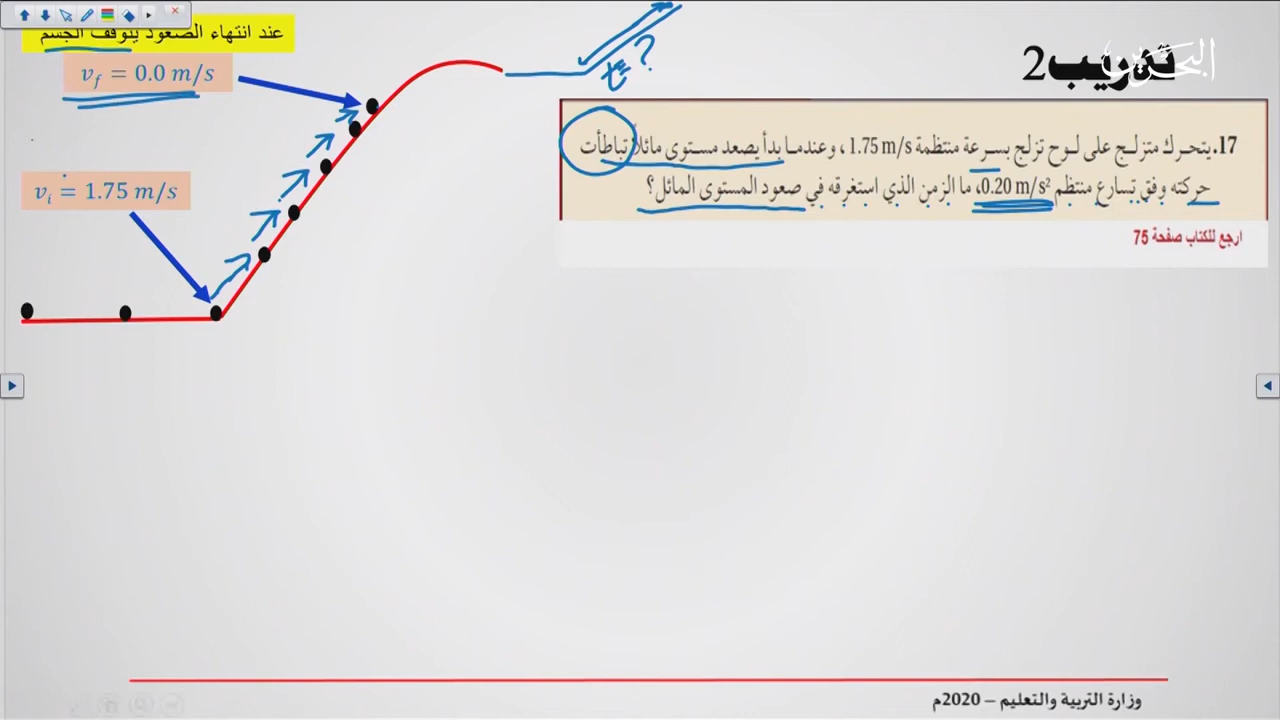 عند انتهاء الصعود يتوقف الجسم
v_f = 0.0 m/s
v_i = 1.75 m/s
t = ?
البحرين
تدريب 2
17. يتحرك متزلج على لوح تزلج بسرعة منتظمة 1.75 m/s، وعندما بدأ يصعد مستوى مائلاً تباطأت
حركته وفق تسارع منتظم 0.20 m/s²، ما الزمن الذي استغرقه في صعود المستوى المائل؟
ارجع للكتاب صفحة 75
وزارة التربية والتعليم – 2020م